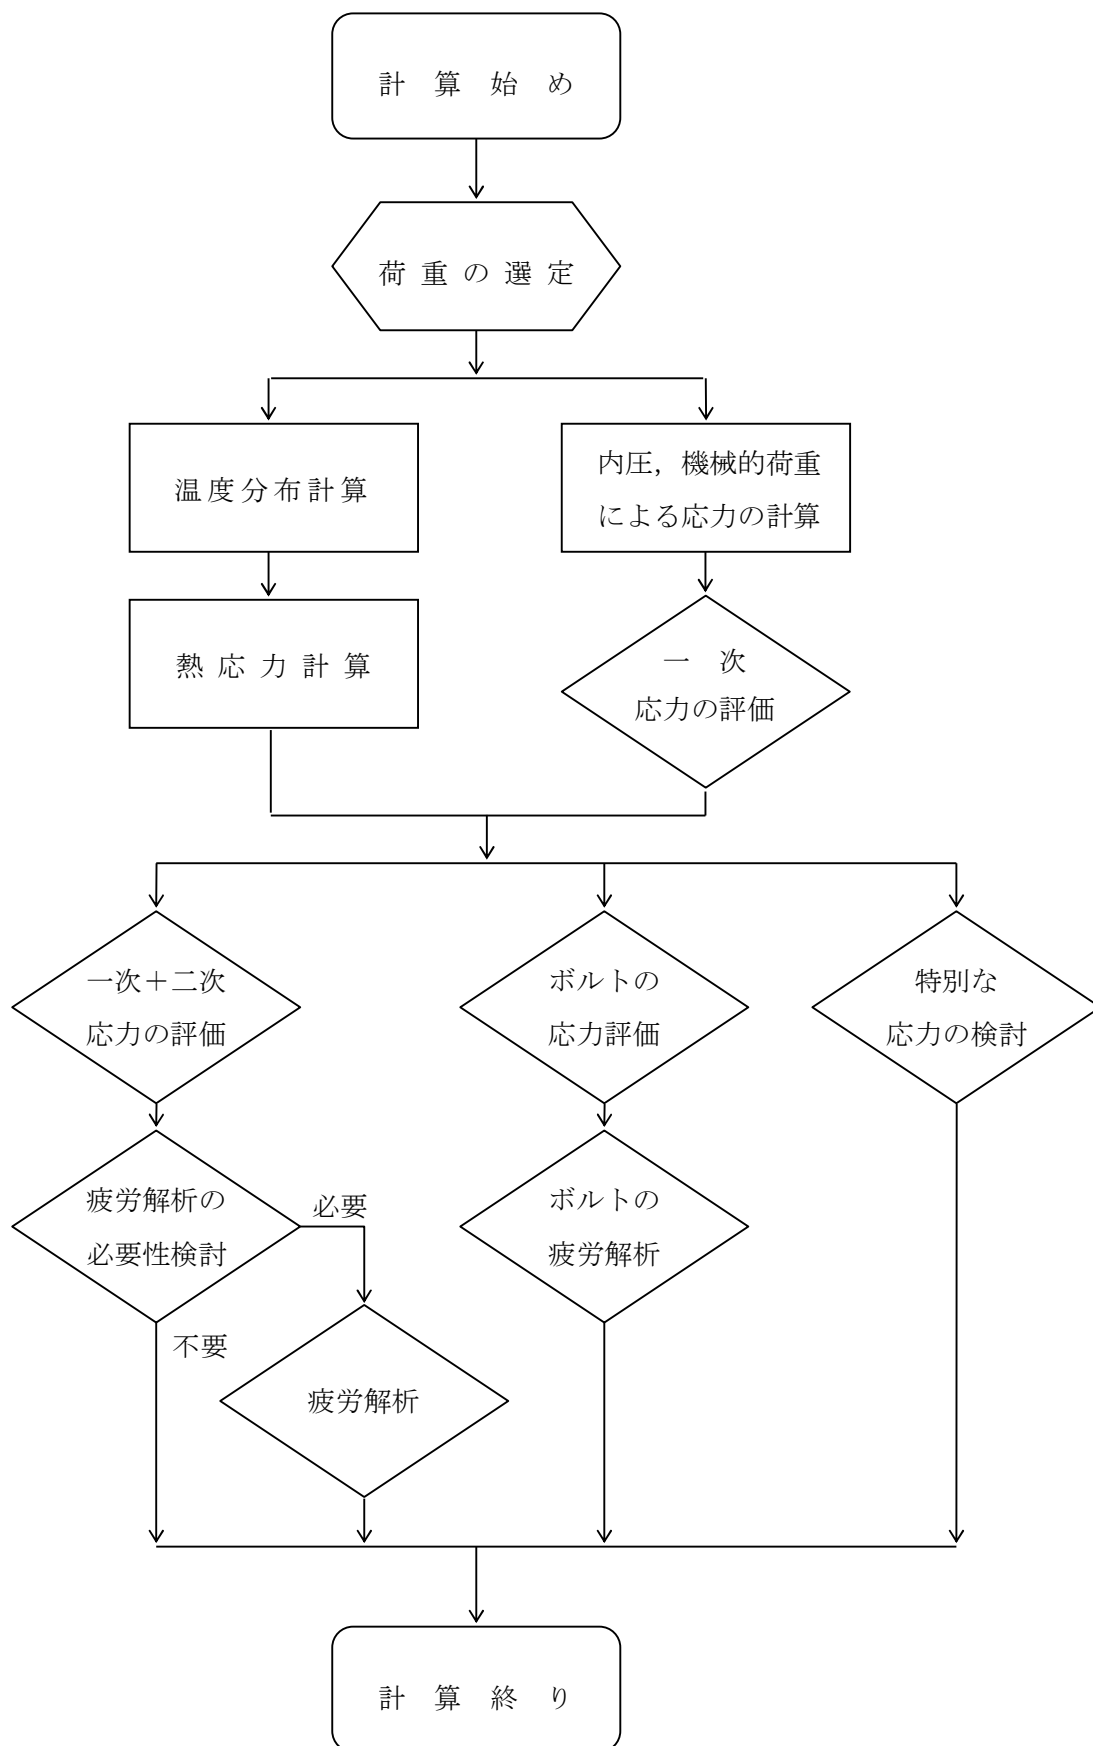 計算始め
荷重の選定
温度分布計算
内圧，機械的荷重
による応力の計算
熱応力計算
一次
応力の評価
一次＋二次
応力の評価
ボルトの
応力評価
特別な
応力の検討
疲労解析の
必要性検討
必要
不要
ボルトの
疲労解析
疲労解析
計算終り